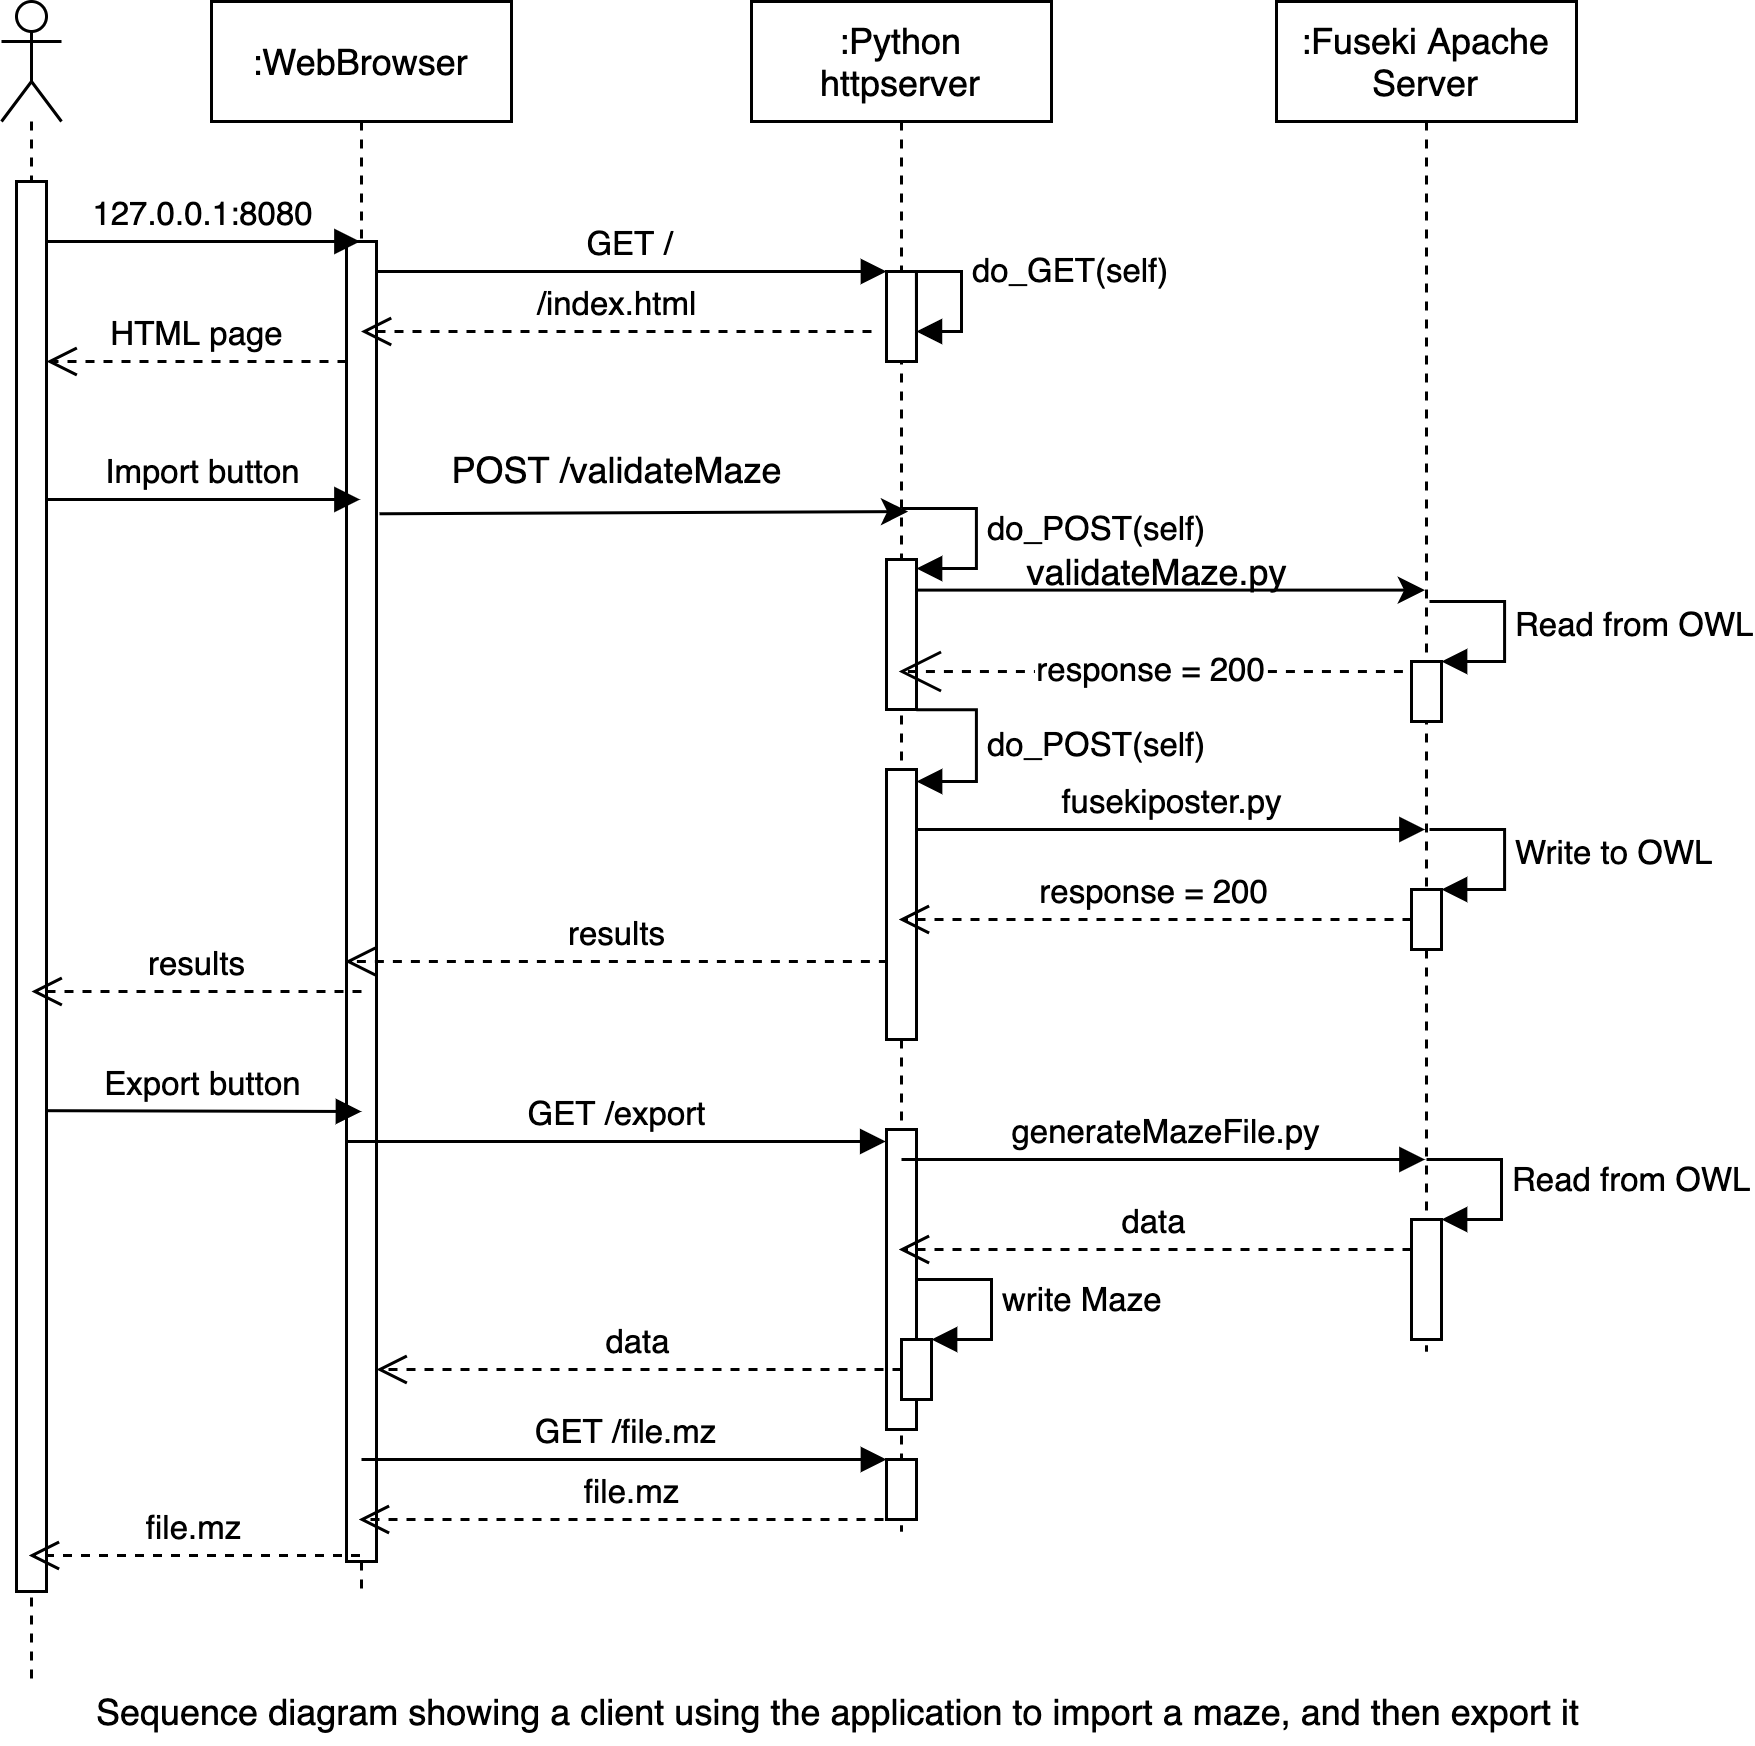 :WebBrowser
:Python
httpserver
:Fuseki Apache
Server
127.0.0.1:8080
GET /
do_GET(self)
/index.html
HTML page
Import button
POST /validateMaze
do_POST(self)
validateMaze.py
Read from OWL
response = 200
do_POST(self)
fusekiposter.py
Write to OWL
response = 200
results
results
Export button
GET /export
generateMazeFile.py
Read from OWL
data
write Maze
data
GET /file.mz
file.mz
file.mz
Sequence diagram showing a client using the application to import a maze, and then export it